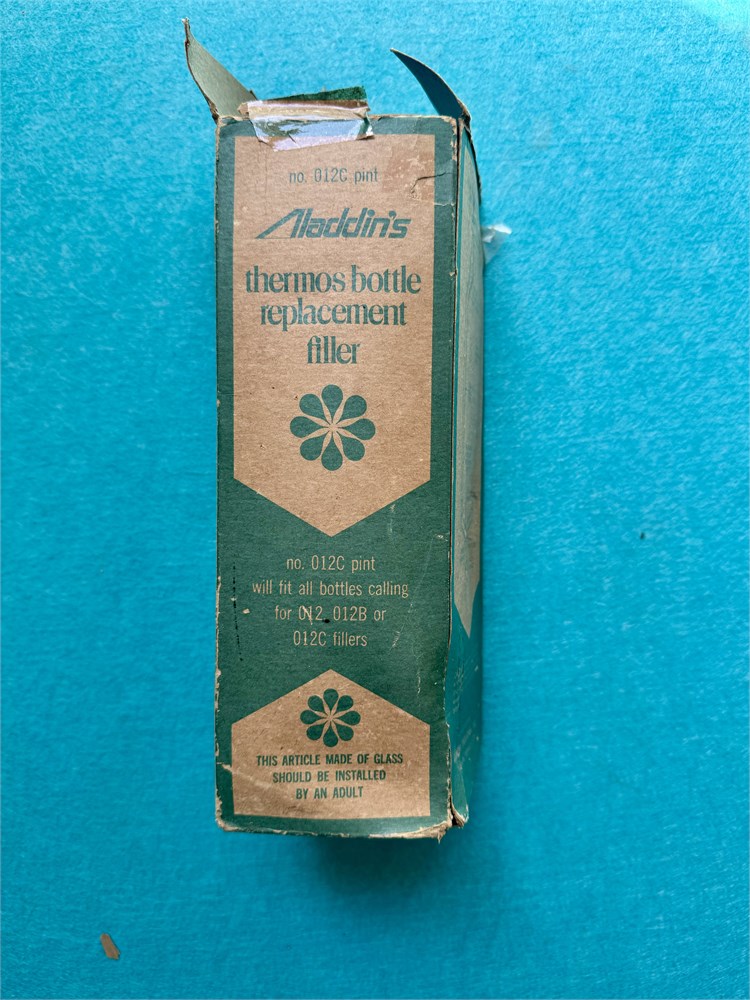 no. 012C pint
Aladdin's
thermos bottle
replacement
filler
no. 012C pint
will fit all bottles calling
for 012, 012B or
012C fillers
THIS ARTICLE MADE OF GLASS
SHOULD BE INSTALLED
BY AN ADULT